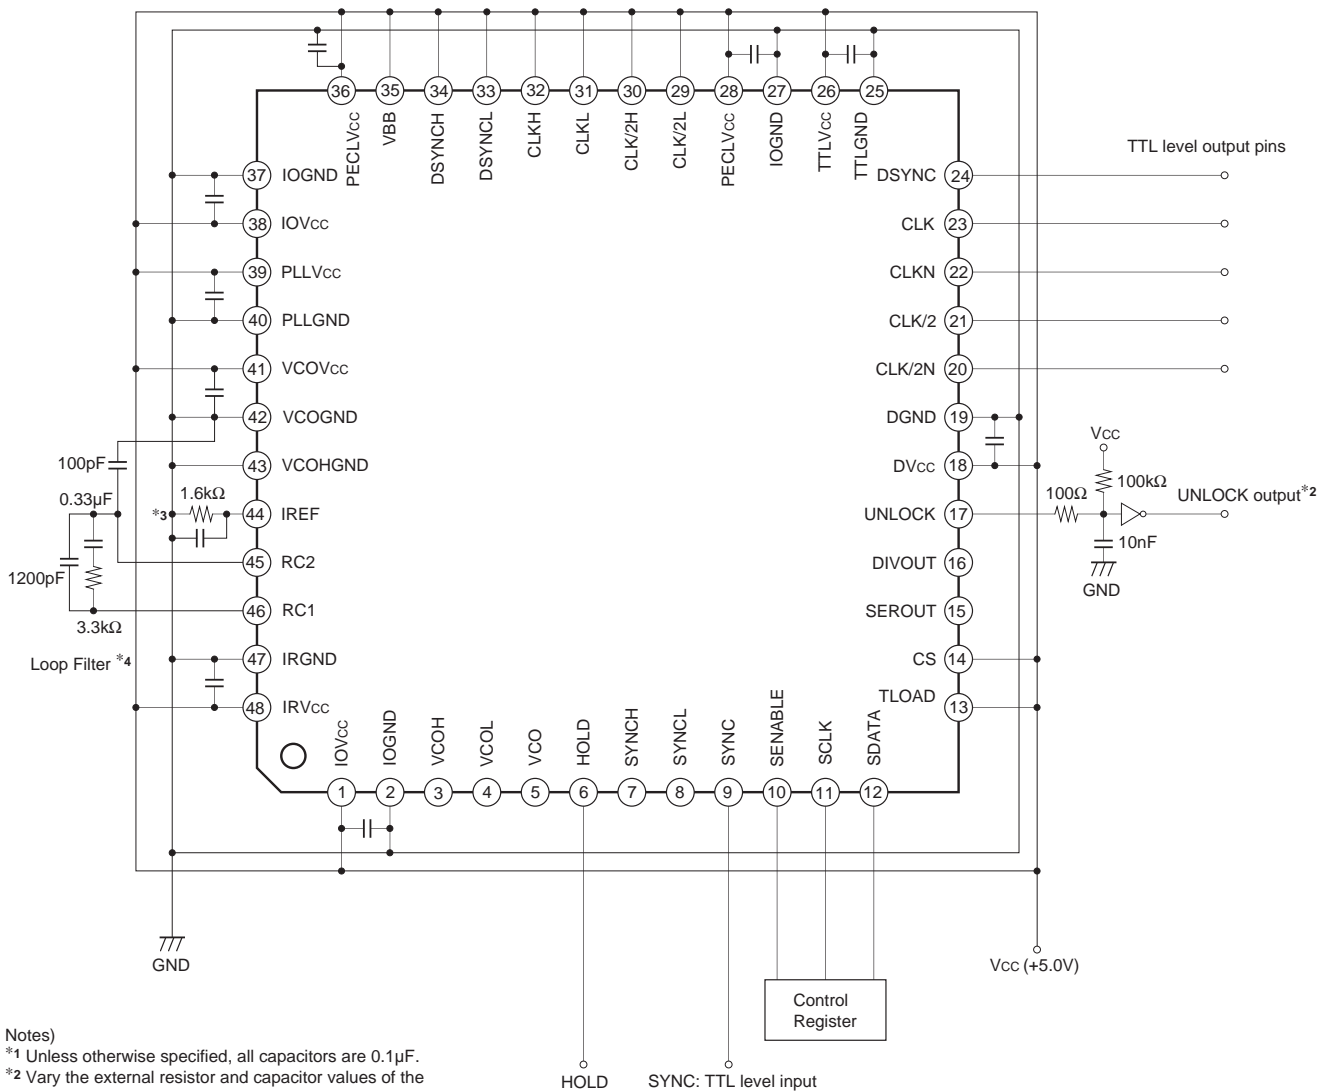 36 35 34 33 32 31 30 29 28 27 26 25
PECLVcc
VBB
DSYNCH
DSYNCL
CLKH
CLKL
CLK/2H
CLK/2L
PECLVcc
IOGND
TTLVcc
TTLGND
TTL level output pins
37 IOGND
DSYNC 24
38 IOVcc
CLK 23
39 PLLVcc
CLKN 22
40 PLLGND
CLK/2 21
41 VCOVcc
CLK/2N 20
42 VCOGND
DGND 19
Vcc
100pF
43 VCOHGND
DVcc 18
100kΩ
0.33µF
1.6kΩ
100Ω
UNLOCK output*2
*3
44 IREF
UNLOCK 17
10nF
1200pF
45 RC2
DIVOUT 16
GND
46 RC1
SEROUT 15
3.3kΩ
Loop Filter *4
47 IRGND
CS 14
48 IRVcc
TLOAD
13
IOVcc
IOGND
VCOH
VCOL
VCO
HOLD
SYNCH
SYNCL
SYNC
SENABLE
SCLK
SDATA
1 2 3 4 5 6 7 8 9 10 11 12
GND
Vcc (+5.0V)
Control
Register
Notes)
*1 Unless otherwise specified, all capacitors are 0.1µF.
*2 Vary the external resistor and capacitor values of the
HOLD
SYNC: TTL level input